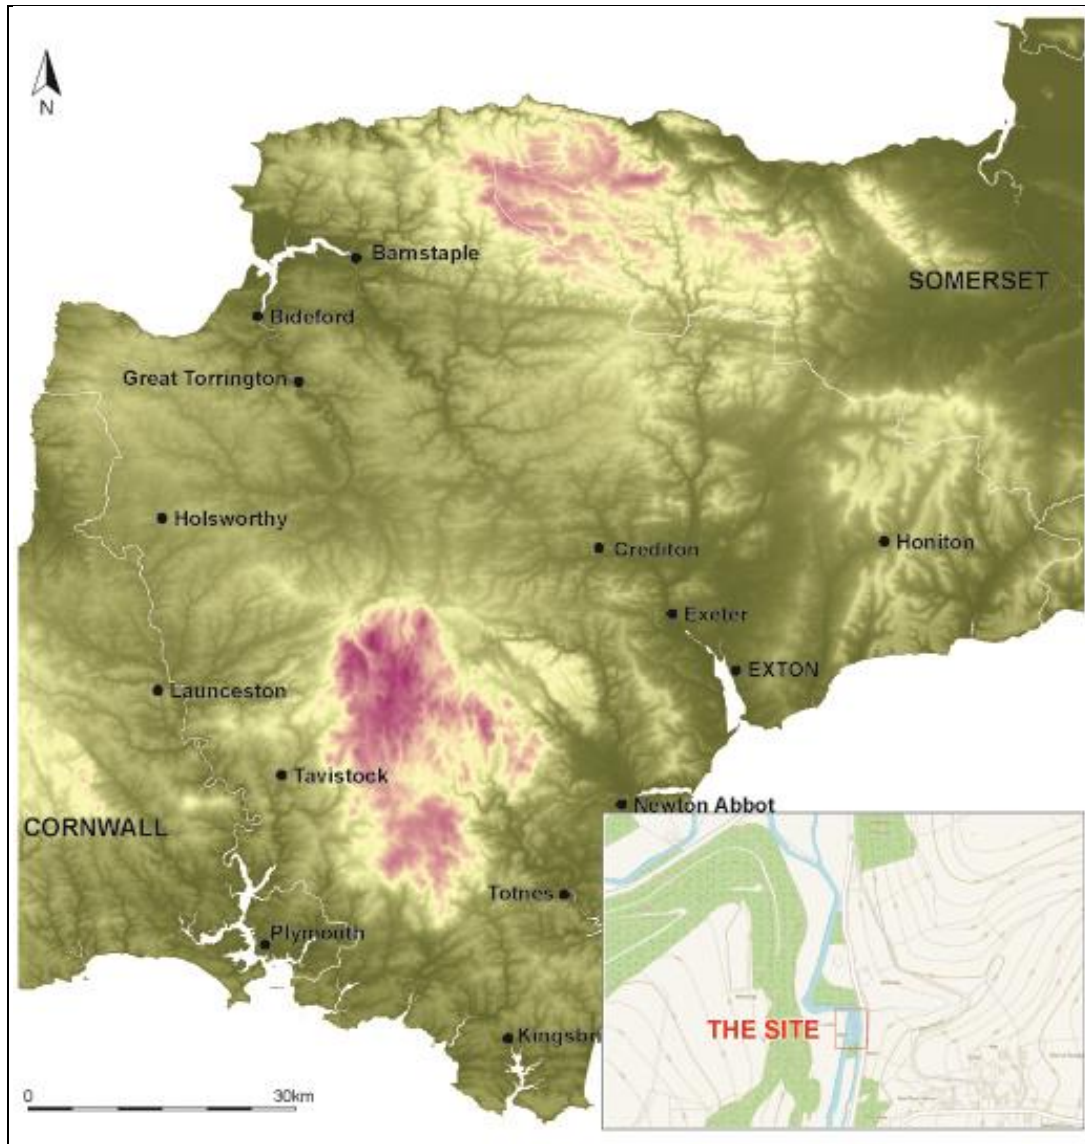 N
Barnstaple
SOMERSET
Bideford
Great Torrington
Holsworthy
Crediton
Honiton
Exeter
EXTON
Launceston
Tavistock
Newton Abbot
CORNWALL
Totnes
Plymouth
THE SITE
Kingsbri
0 30km